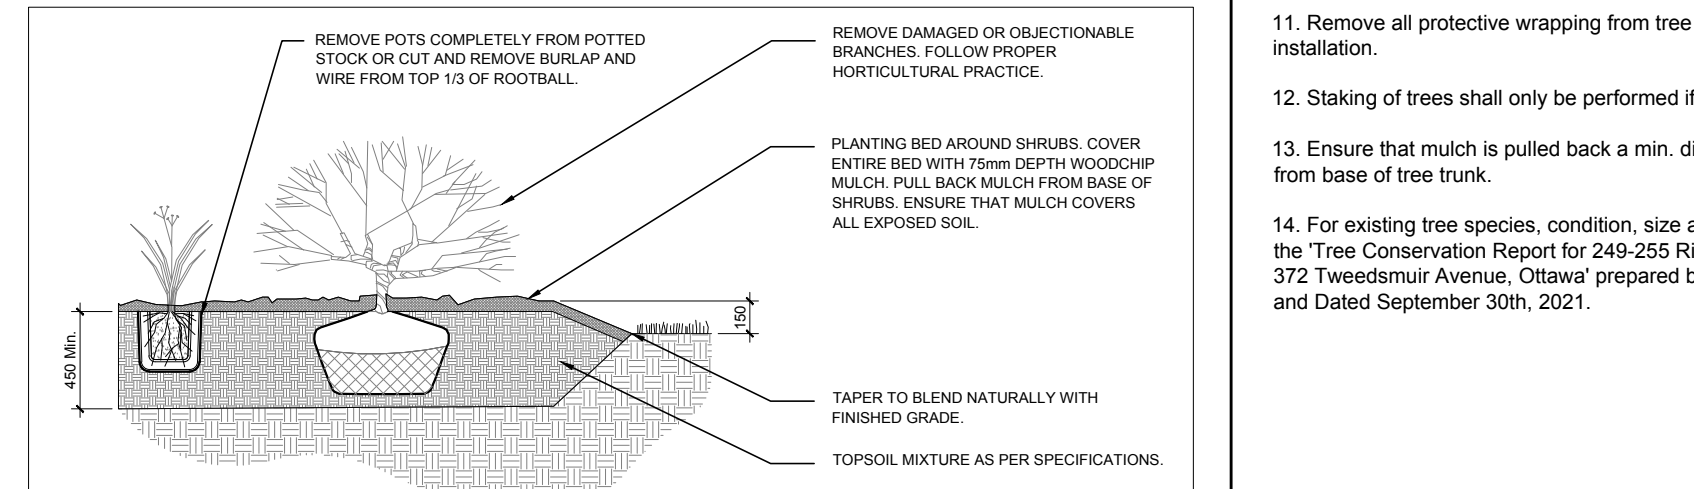 REMOVE POTS COMPLETELY FROM POTTED
STOCK OR CUT AND REMOVE BURLAP AND
WIRE FROM TOP 1/3 OF ROOTBALL.
REMOVE DAMAGED OR OBJECTIONABLE
BRANCHES. FOLLOW PROPER
HORTICULTURAL PRACTICE.
PLANTING BED AROUND SHRUBS. COVER
ENTIRE BED WITH 75mm DEPTH WOODCHIP
MULCH. PULL BACK MULCH FROM BASE OF
SHRUBS. ENSURE THAT MULCH COVERS
ALL EXPOSED SOIL.
150
450 Min.
TAPER TO BLEND NATURALLY WITH
FINISHED GRADE.
TOPSOIL MIXTURE AS PER SPECIFICATIONS.
11. Remove all protective wrapping from tree
installation.
12. Staking of trees shall only be performed if
13. Ensure that mulch is pulled back a min. di
from base of tree trunk.
14. For existing tree species, condition, size a
the 'Tree Conservation Report for 249-255 Ri
372 Tweedsmuir Avenue, Ottawa' prepared b
and Dated September 30th, 2021.